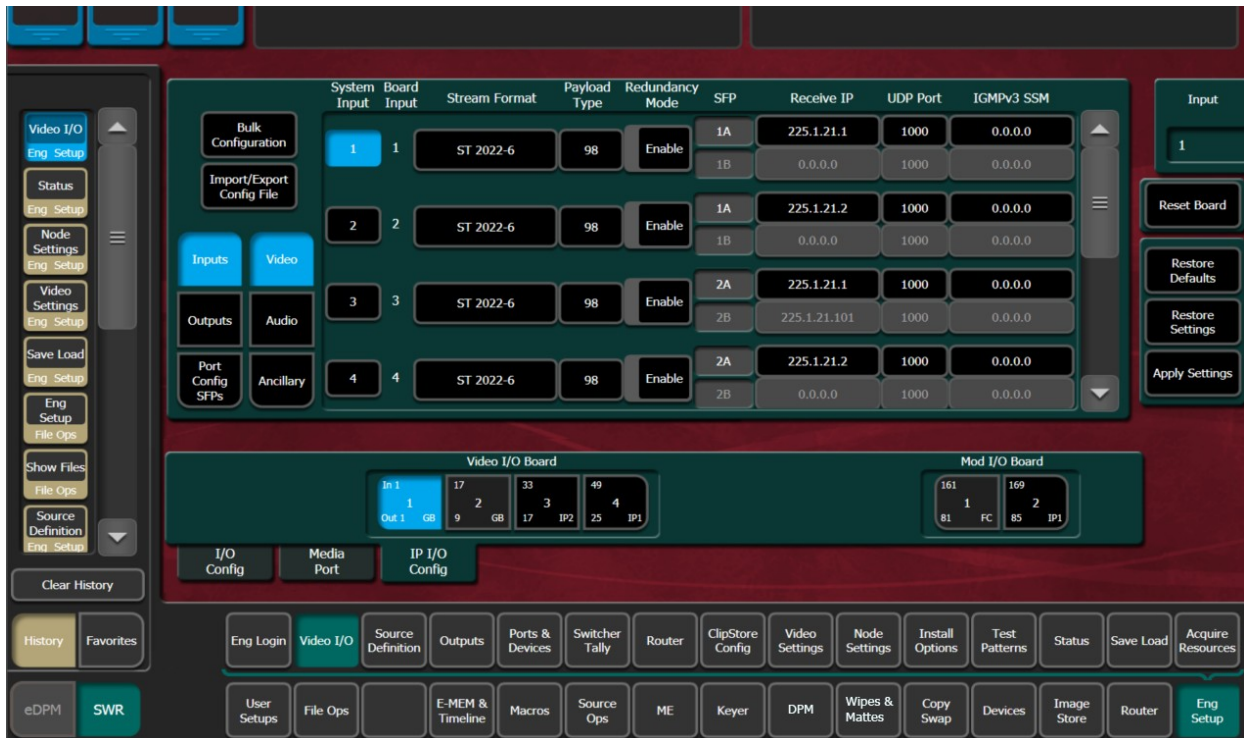 System Board Payload Redundancy
Input Input Stream Format Type Mode SFP Receive IP UDP Port IGMPv3 SSM
Input
1
Video I/O
Eng Setup
Status
Eng Setup
Node
Settings
Eng Setup
Video
Settings
Eng Setup
Save Load
Eng Setup
Eng
Setup
File Ops
Show Files
File Ops
Source
Definition
Eng Setup
Clear History
History Favorites
eDPM SWR
Bulk
Configuration
Import/Export
Config File
Inputs Video
Outputs Audio
Port
Config
SFPs
Ancillary
1 1 ST 2022-6 98 Enable 1A 225.1.21.1 1000 0.0.0.0
1B 0.0.0.0 1000 0.0.0.0
2 2 ST 2022-6 98 Enable 1A 225.1.21.2 1000 0.0.0.0
1B 0.0.0.0 1000 0.0.0.0
3 3 ST 2022-6 98 Enable 2A 225.1.21.1 1000 0.0.0.0
2B 225.1.21.101 1000 0.0.0.0
4 4 ST 2022-6 98 Enable 2A 225.1.21.2 1000 0.0.0.0
2B 0.0.0.0 1000 0.0.0.0
Reset Board
Restore
Defaults
Restore
Settings
Apply Settings
Video I/O Board
In 1 17 33 49
1 2 3 4
Out 1 GB 9 GB 17 IP2 25 IP1
Mod I/O Board
161 169
1 2
81 FC 85 IP1
I/O
Config
Media
Port
IP I/O
Config
Eng Login
Video I/O
Source
Definition
Outputs
Ports &
Devices
Switcher
Tally
Router
ClipStore
Config
Video
Settings
Node
Settings
Install
Options
Test
Patterns
Status
Save Load
Acquire
Resources
User
Setups
File Ops
E-MEM &
Timeline
Macros
Source
Ops
ME
Keyer
DPM
Wipes &
Mattes
Copy
Swap
Devices
Image
Store
Router
Eng
Setup